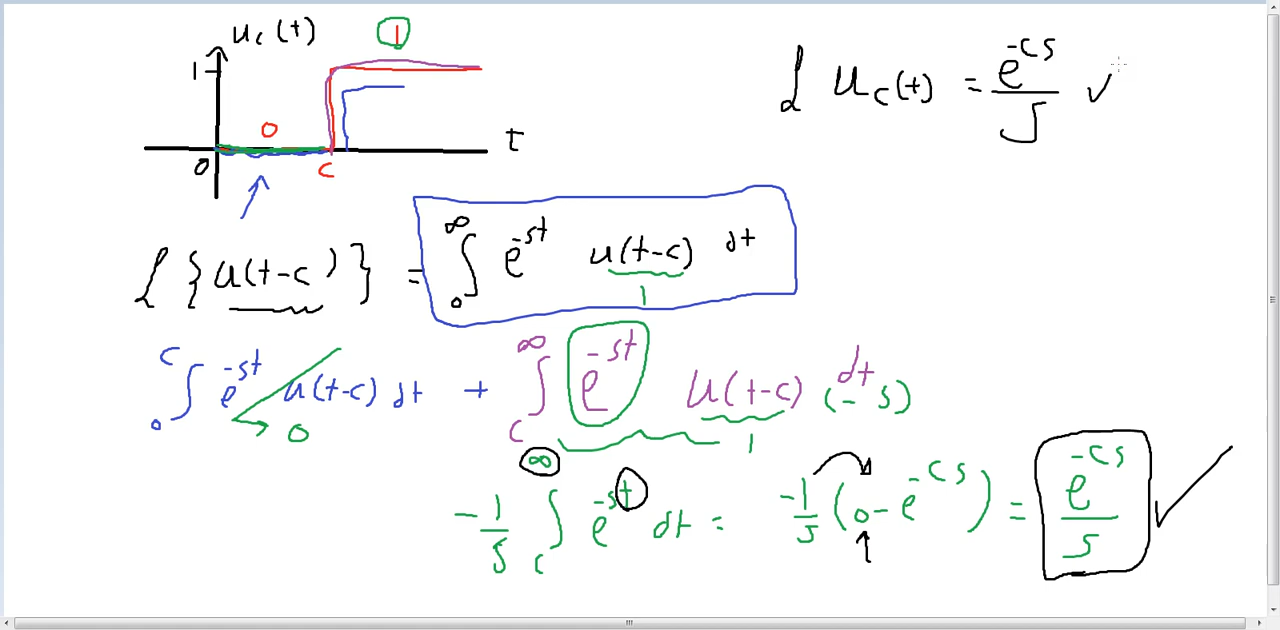 u_c(t)
1
1
0
0
c
t
ℒ u_c(t) = e^{-cs}/s ✓
ℒ{u(t-c)} = ∫_0^∞ e^{-st} u(t-c) dt
1
∫_0^c e^{-st} u(t-c) dt + ∫_c^∞ e^{-st} u(t-c) dt (-s)
0
1
-1/s ∫_c^∞ e^{-st} dt = -1/s (0 - e^{-cs}) = e^{-cs}/s ✓